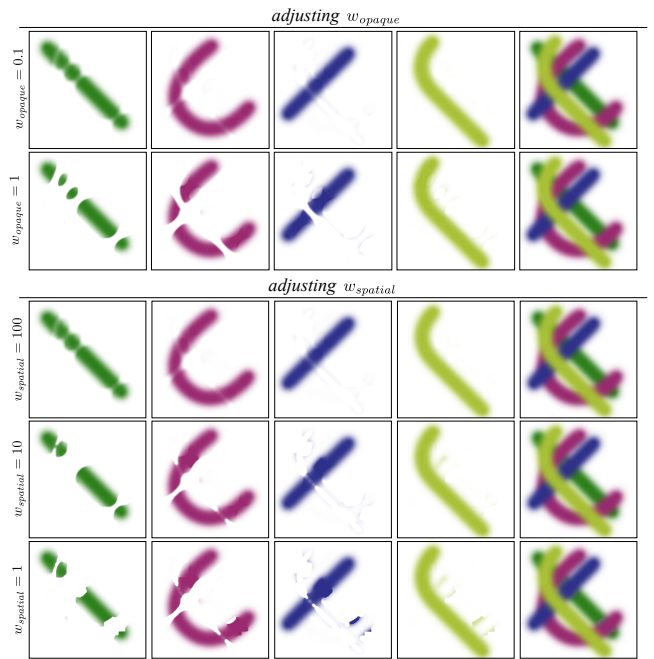 adjusting w_opaque
w_opaque = 0.1
w_opaque = 1
adjusting w_spatial
w_spatial = 100
w_spatial = 10
w_spatial = 1